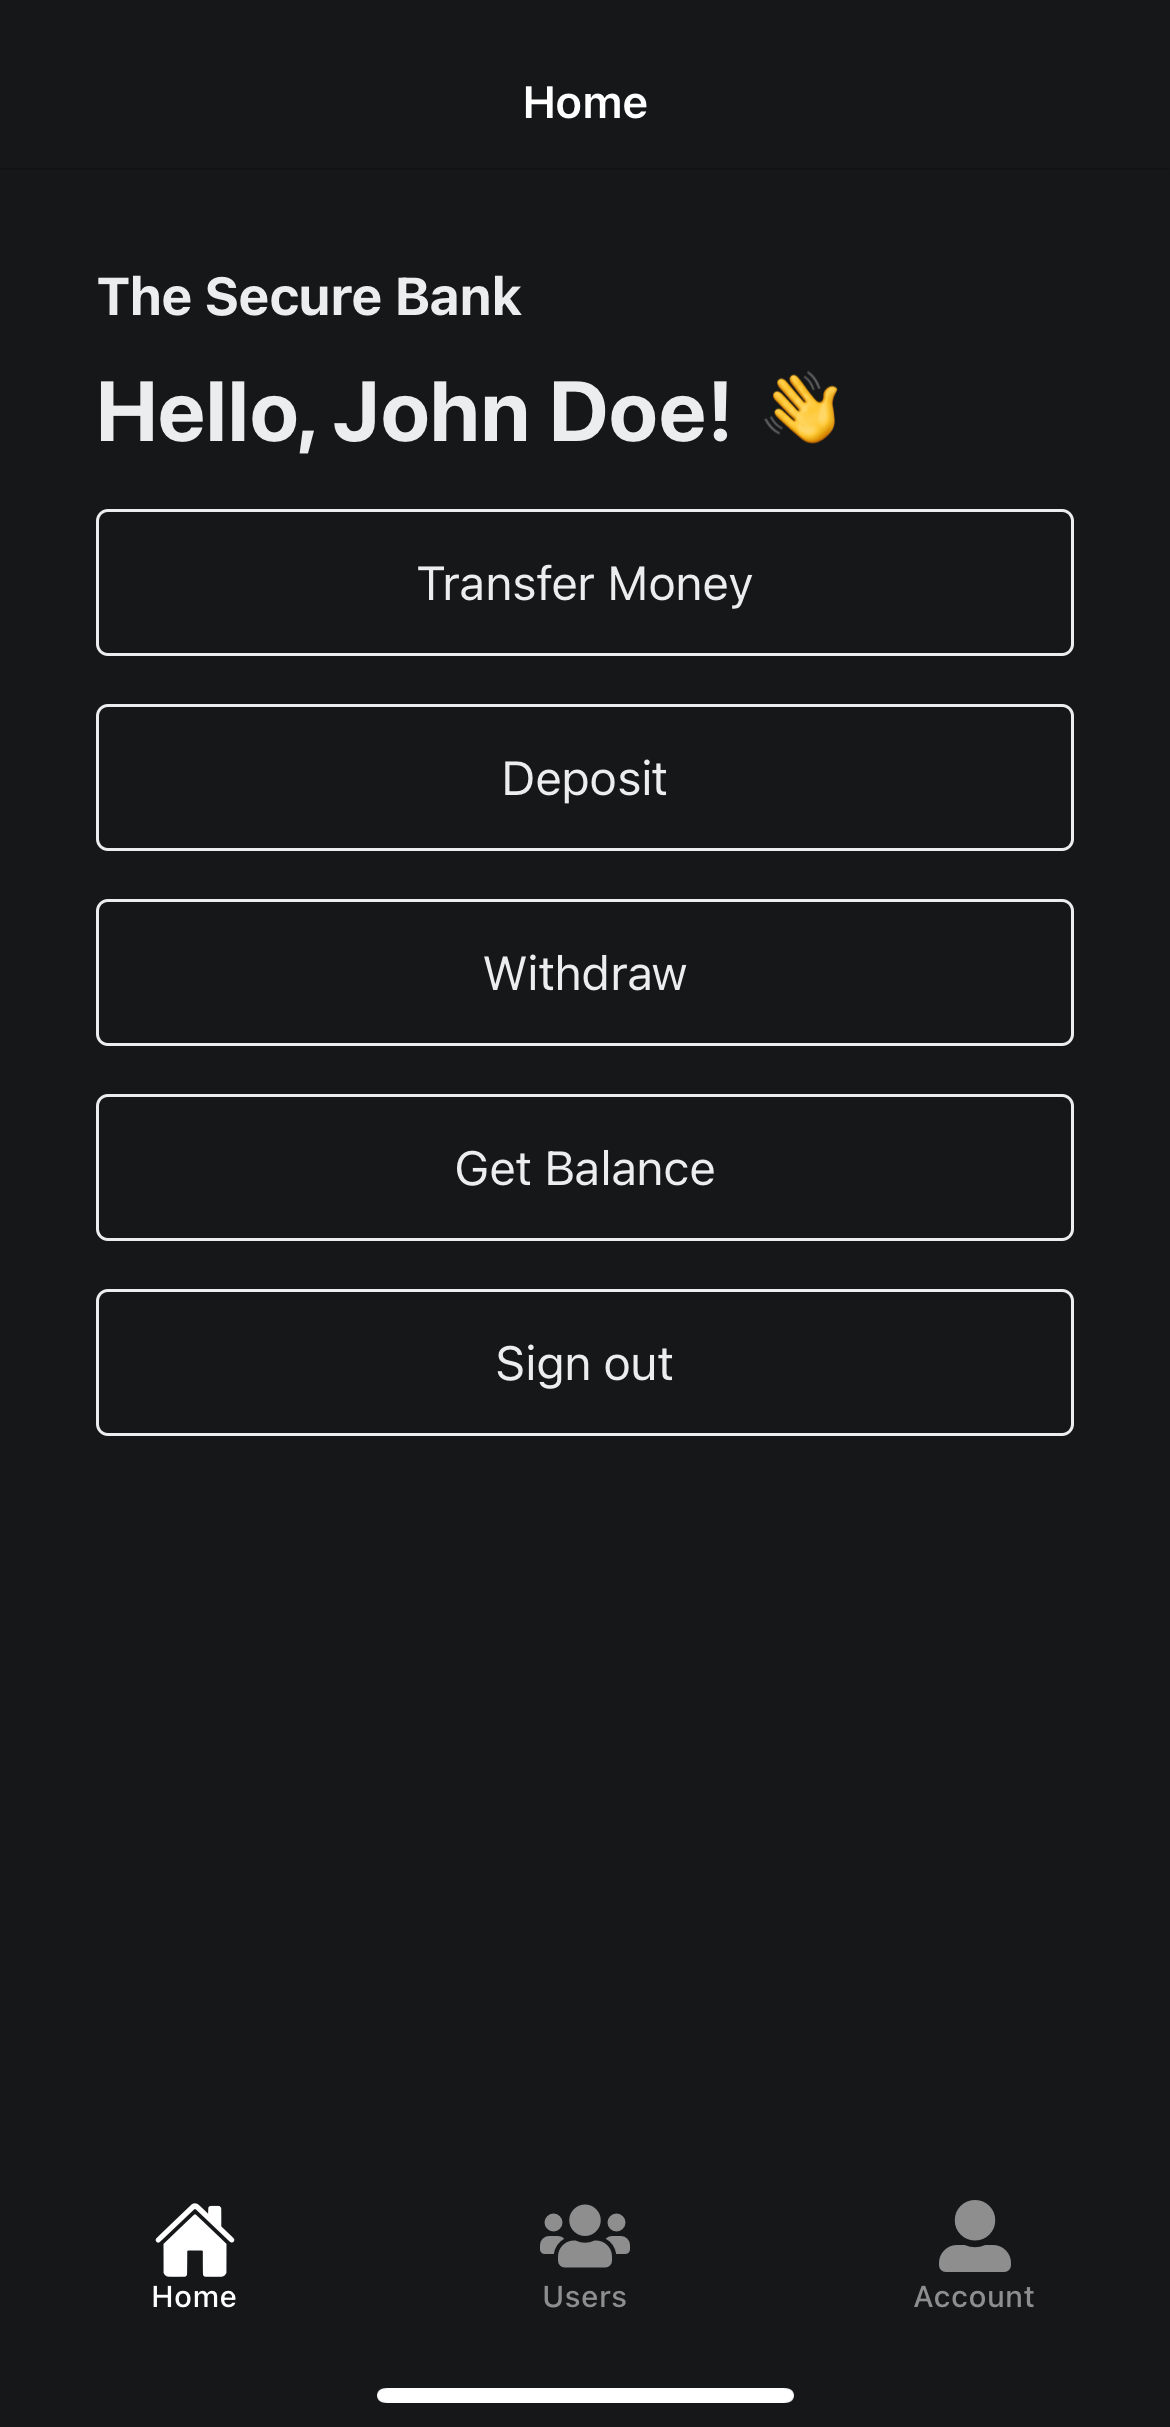 Home
The Secure Bank
Hello, John Doe! 👋
Transfer Money
Deposit
Withdraw
Get Balance
Sign out
Home
Users
Account